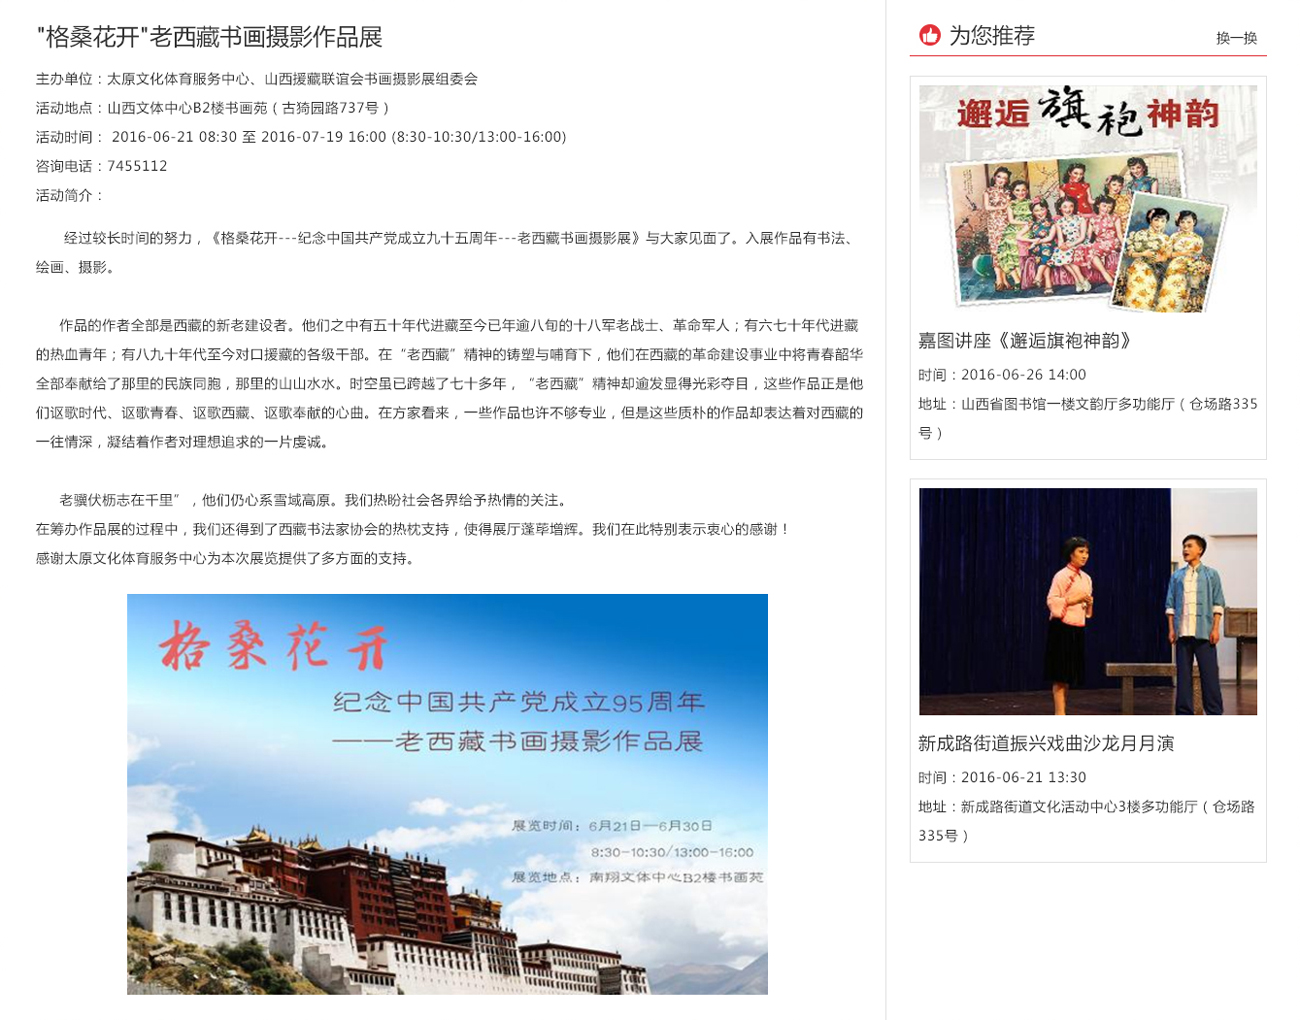 "格桑花开"老西藏书画摄影作品展
主办单位：太原文化体育服务中心、山西援藏联谊会书画摄影展组委会
活动地点：山西文体中心B2楼书画苑（古猗园路737号）
活动时间： 2016-06-21 08:30 至 2016-07-19 16:00 (8:30-10:30/13:00-16:00)
咨询电话：7455112
活动简介：
经过较长时间的努力，《格桑花开---纪念中国共产党成立九十五周年---老西藏书画摄影展》与大家见面了。入展作品有书法、
绘画、摄影。
作品的作者全部是西藏的新老建设者。他们之中有五十年代进藏至今已年逾八旬的十八军老战士、革命军人；有六七十年代进藏
的热血青年；有八九十年代至今对口援藏的各级干部。在“老西藏”精神的铸塑与哺育下，他们在西藏的革命建设事业中将青春韶华
全部奉献给了那里的民族同胞，那里的山山水水。时空虽已跨越了七十多年，“老西藏”精神却逾发显得光彩夺目，这些作品正是他
们讴歌时代、讴歌青春、讴歌西藏、讴歌奉献的心曲。在方家看来，一些作品也许不够专业，但是这些质朴的作品却表达着对西藏的
一往情深，凝结着作者对理想追求的一片虔诚。
老骥伏枥志在千里”，他们仍心系雪域高原。我们热盼社会各界给予热情的关注。
在筹办作品展的过程中，我们还得到了西藏书法家协会的热枕支持，使得展厅蓬荜增辉。我们在此特别表示衷心的感谢！
感谢太原文化体育服务中心为本次展览提供了多方面的支持。
格桑花开
纪念中国共产党成立95周年
——老西藏书画摄影作品展
展览时间：6月21日—6月30日
8:30-10:30/13:00-16:00
展览地点：南翔文体中心B2楼书画苑
为您推荐
换一换
邂逅旗袍神韵
嘉图讲座《邂逅旗袍神韵》
时间：2016-06-26 14:00
地址：山西省图书馆一楼文韵厅多功能厅（仓场路335
号）
新成路街道振兴戏曲沙龙月月演
时间：2016-06-21 13:30
地址：新成路街道文化活动中心3楼多功能厅（仓场路
335号）